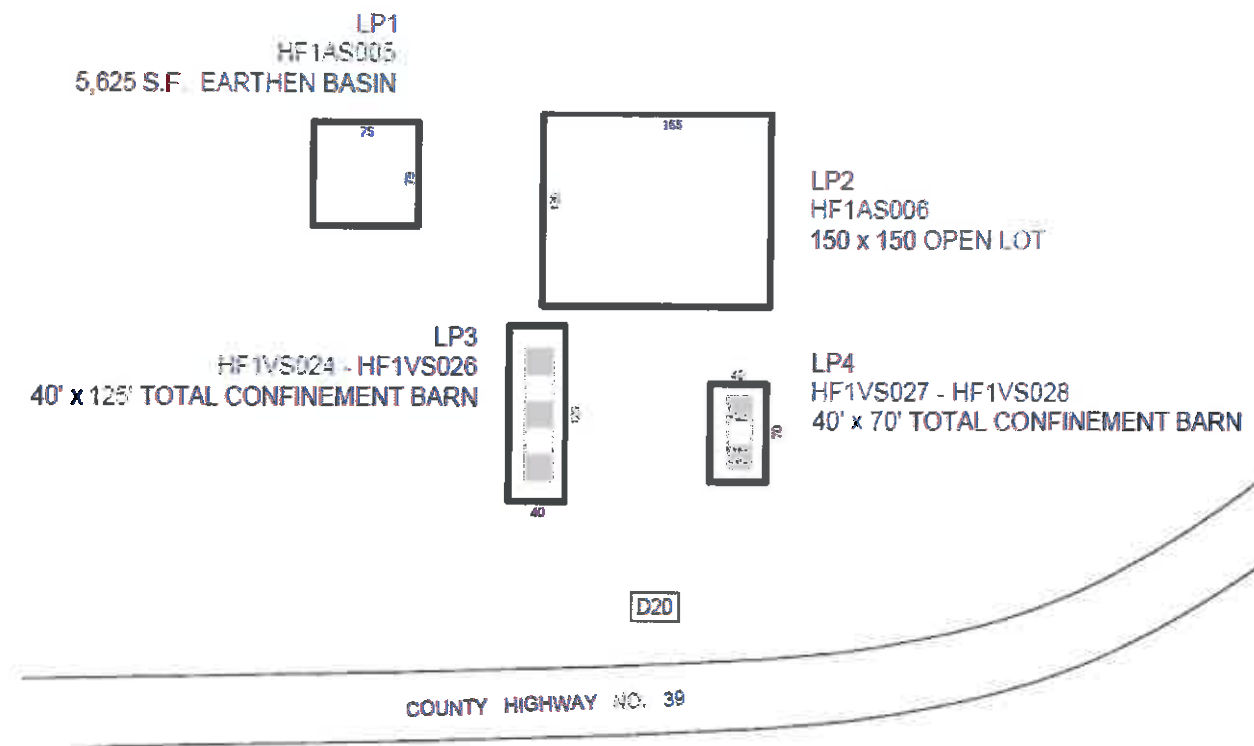 LP1
HF1AS005
5,625 S.F. EARTHEN BASIN
75
75
165
LP2
HF1AS006
150 x 150 OPEN LOT
LP3
HF1VS024 - HF1VS026
40' x 125' TOTAL CONFINEMENT BARN
40
LP4
HF1VS027 - HF1VS028
40' x 70' TOTAL CONFINEMENT BARN
40
70
D20
COUNTY HIGHWAY NO. 39